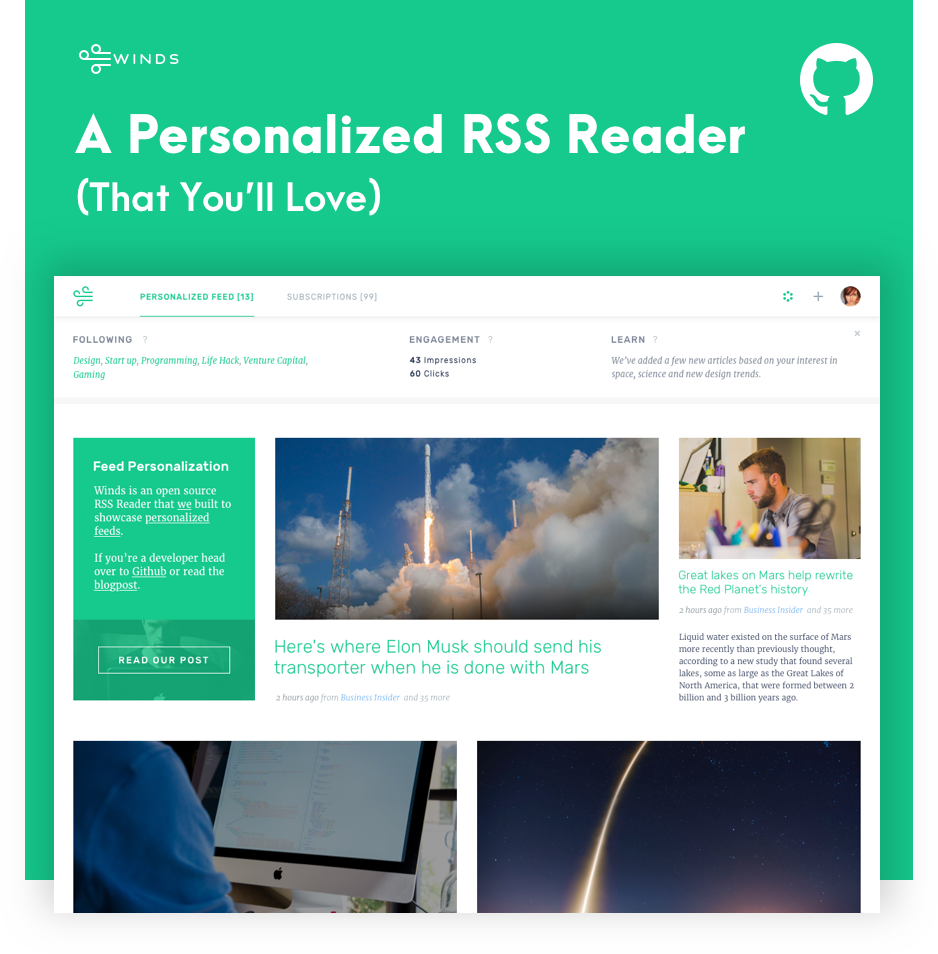 WINDS
A Personalized RSS Reader
(That You'll Love)
PERSONALIZED FEED [13]
SUBSCRIPTIONS [99]
FOLLOWING ?
Design, Start up, Programming, Life Hack, Venture Capital,
Gaming
ENGAGEMENT ?
43 Impressions
60 Clicks
LEARN ?
We've added a few new articles based on your interest in
space, science and new design trends.
Feed Personalization
Winds is an open source
RSS Reader that we built to
showcase personalized
feeds.
If you're a developer head
over to Github or read the
blogpost.
READ OUR POST
Here's where Elon Musk should send his
transporter when he is done with Mars
2 hours ago from Business Insider and 35 more
Great lakes on Mars help rewrite
the Red Planet's history
2 hours ago from Business Insider and 35 more
Liquid water existed on the surface of Mars
more recently than previously thought,
according to a new study that found several
lakes, some as large as the Great Lakes of
North America, that were formed between 2
billion and 3 billion years ago.